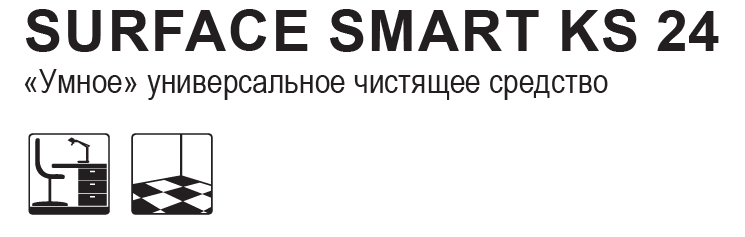 SURFACE SMART KS 24
«Умное» универсальное чистящее средство